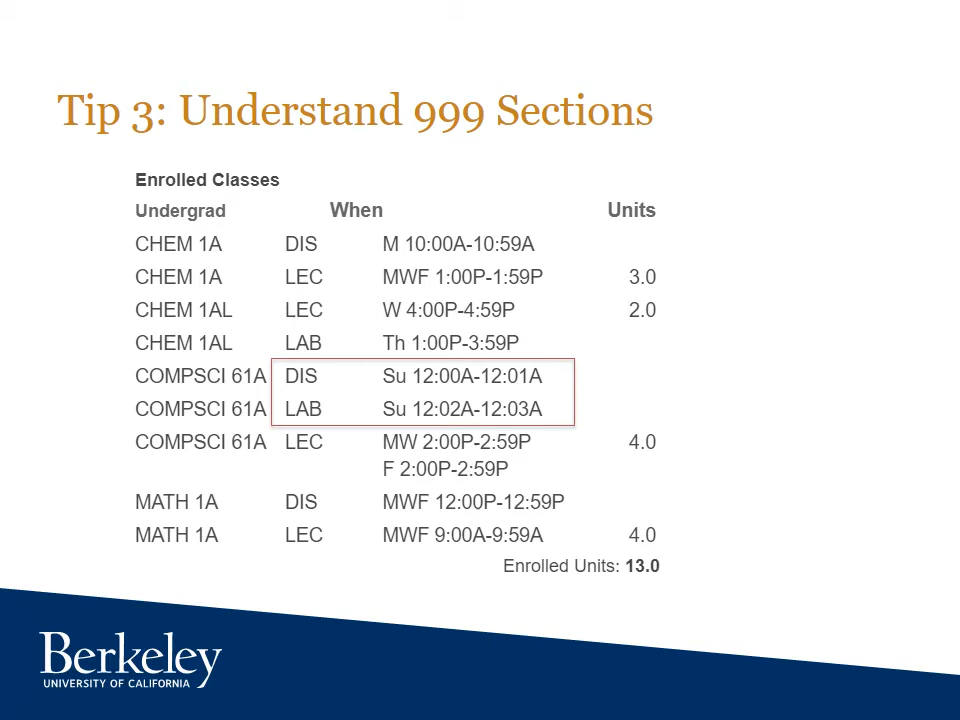 Tip 3: Understand 999 Sections
Enrolled Classes
Undergrad When Units
CHEM 1A DIS M 10:00A-10:59A
CHEM 1A LEC MWF 1:00P-1:59P 3.0
CHEM 1AL LEC W 4:00P-4:59P 2.0
CHEM 1AL LAB Th 1:00P-3:59P
COMPSCI 61A DIS Su 12:00A-12:01A
COMPSCI 61A LAB Su 12:02A-12:03A
COMPSCI 61A LEC MW 2:00P-2:59P 4.0
F 2:00P-2:59P
MATH 1A DIS MWF 12:00P-12:59P
MATH 1A LEC MWF 9:00A-9:59A 4.0
Enrolled Units: 13.0
Berkeley
UNIVERSITY OF CALIFORNIA